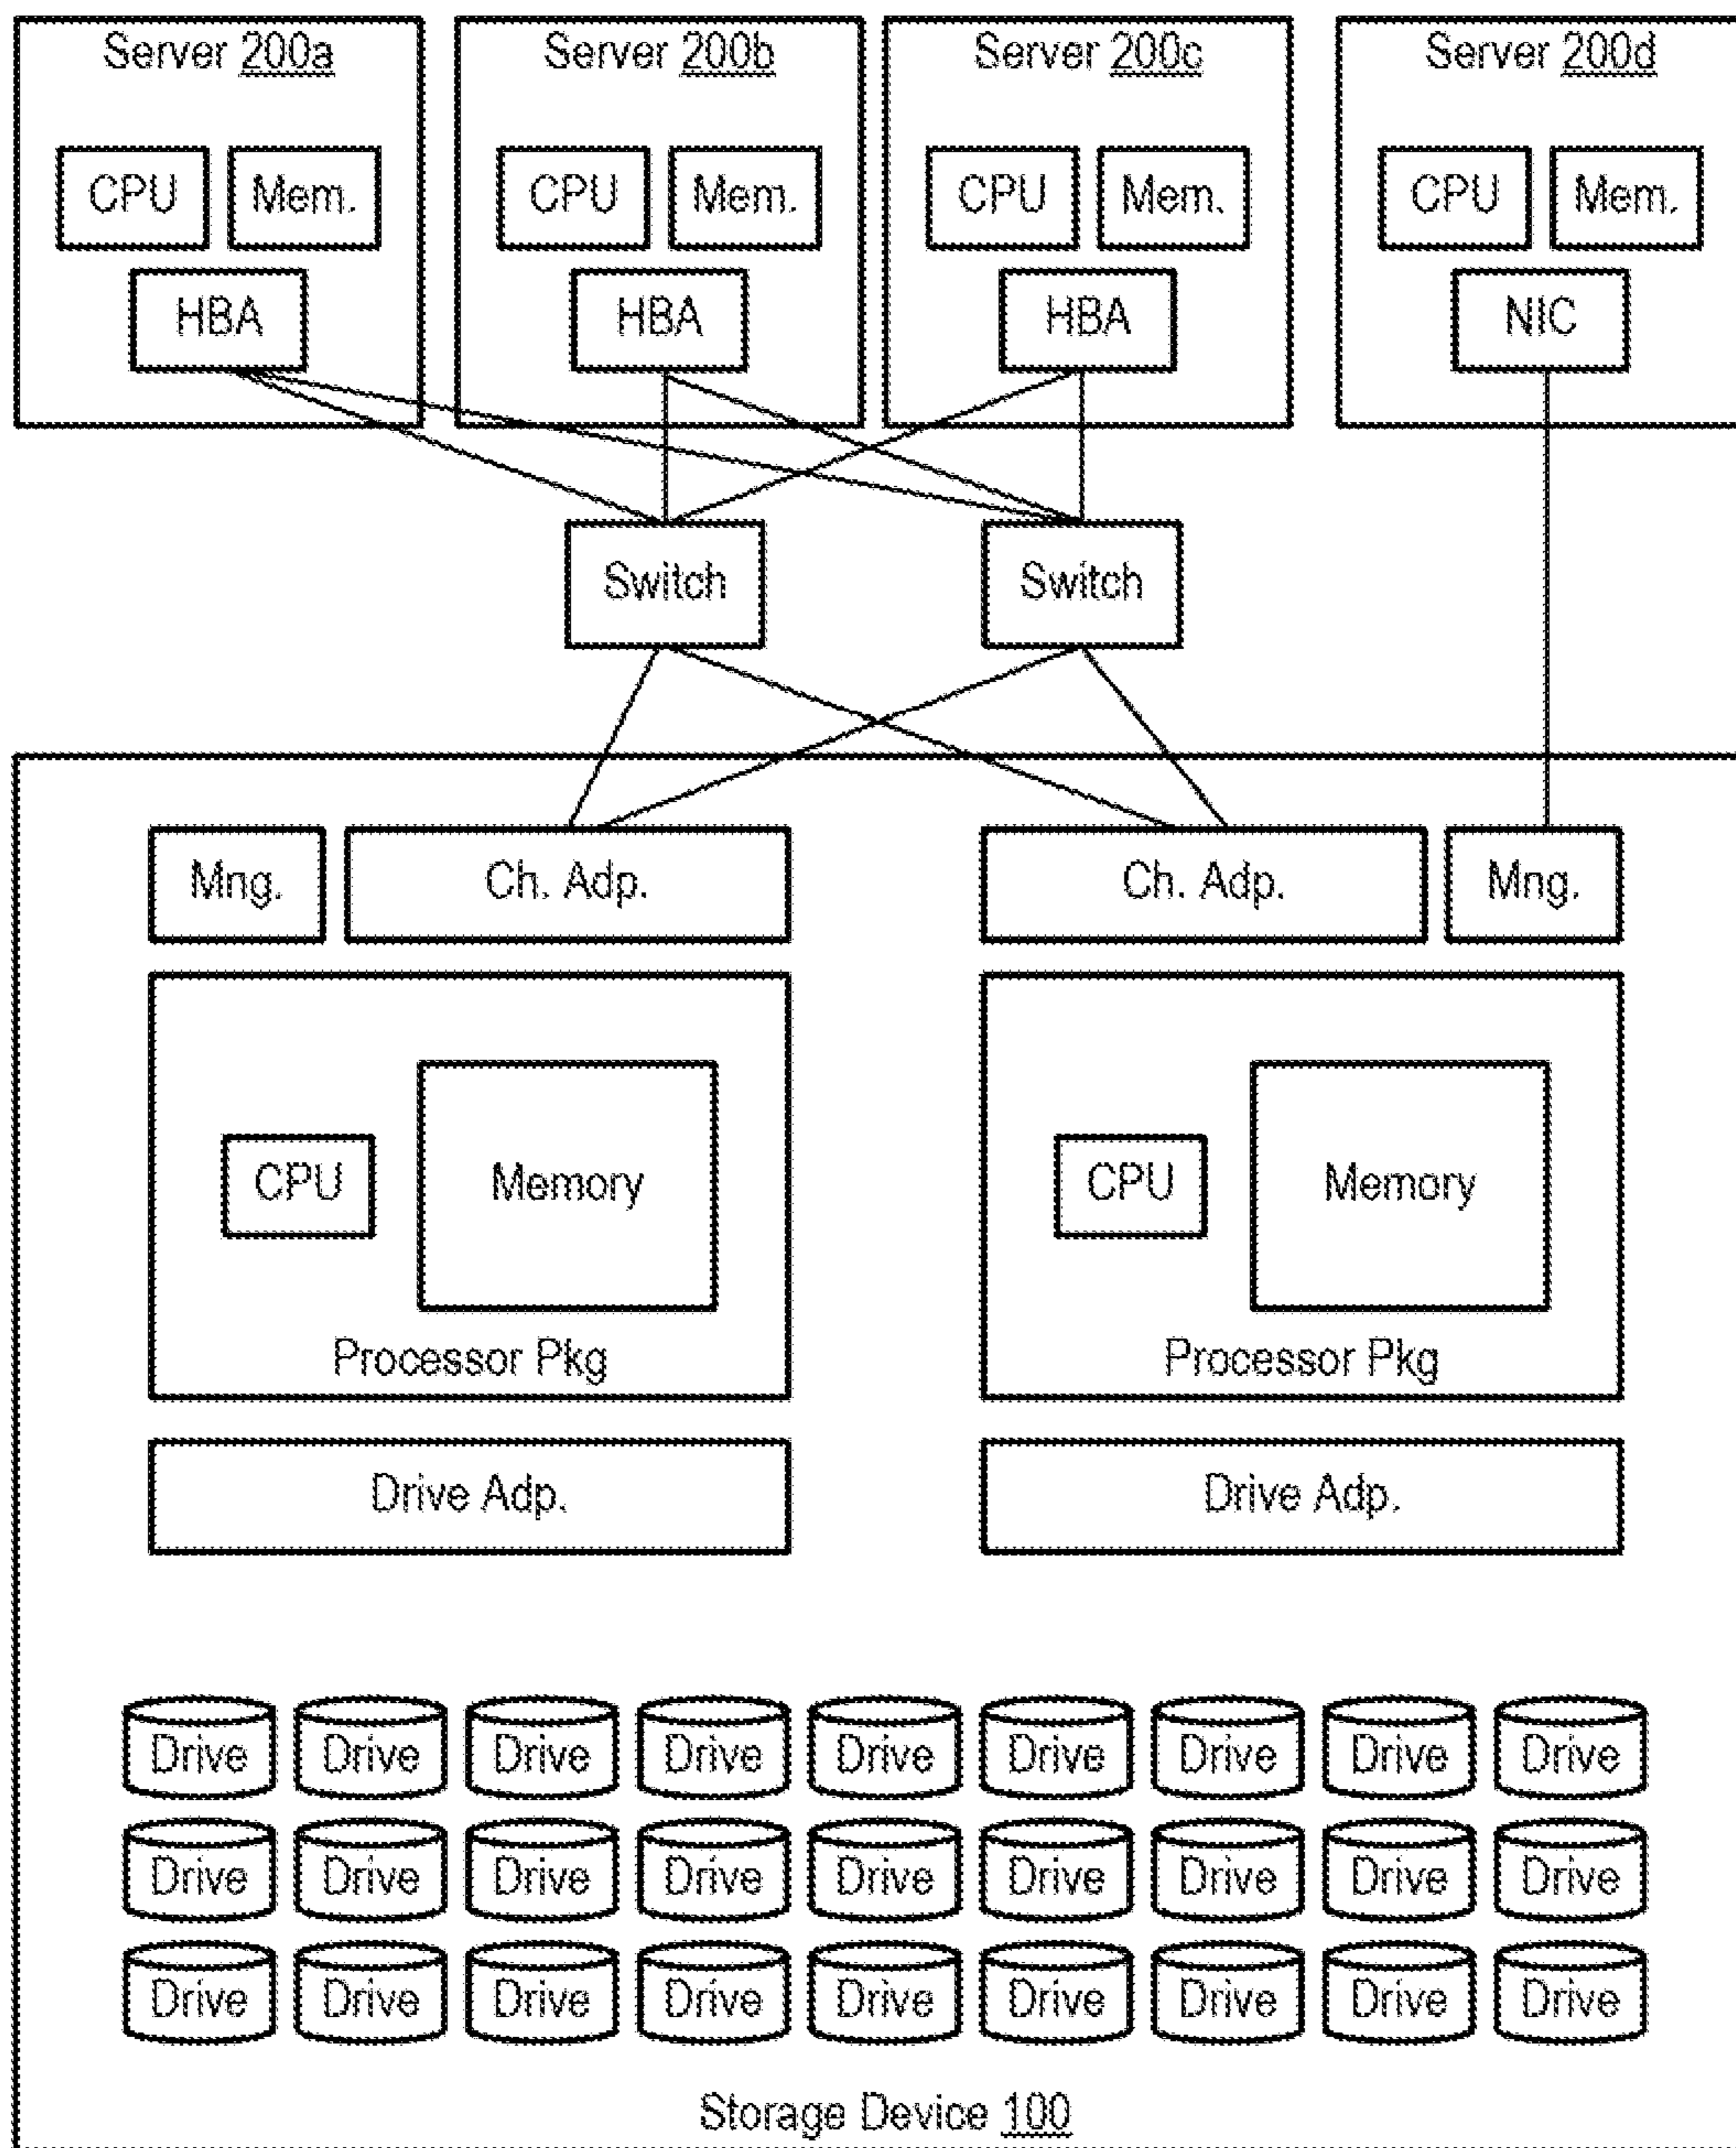 Server 200a Server 200b Server 200c Server 200d
CPU Mem. CPU Mem. CPU Mem. CPU Mem.
HBA HBA HBA NIC
Switch Switch
Mng. Ch. Adp. Ch. Adp. Mng.
CPU Memory CPU Memory
Processor Pkg Processor Pkg
Drive Adp. Drive Adp.
Drive Drive Drive Drive Drive Drive Drive Drive Drive
Drive Drive Drive Drive Drive Drive Drive Drive Drive
Drive Drive Drive Drive Drive Drive Drive Drive Drive
Storage Device 100